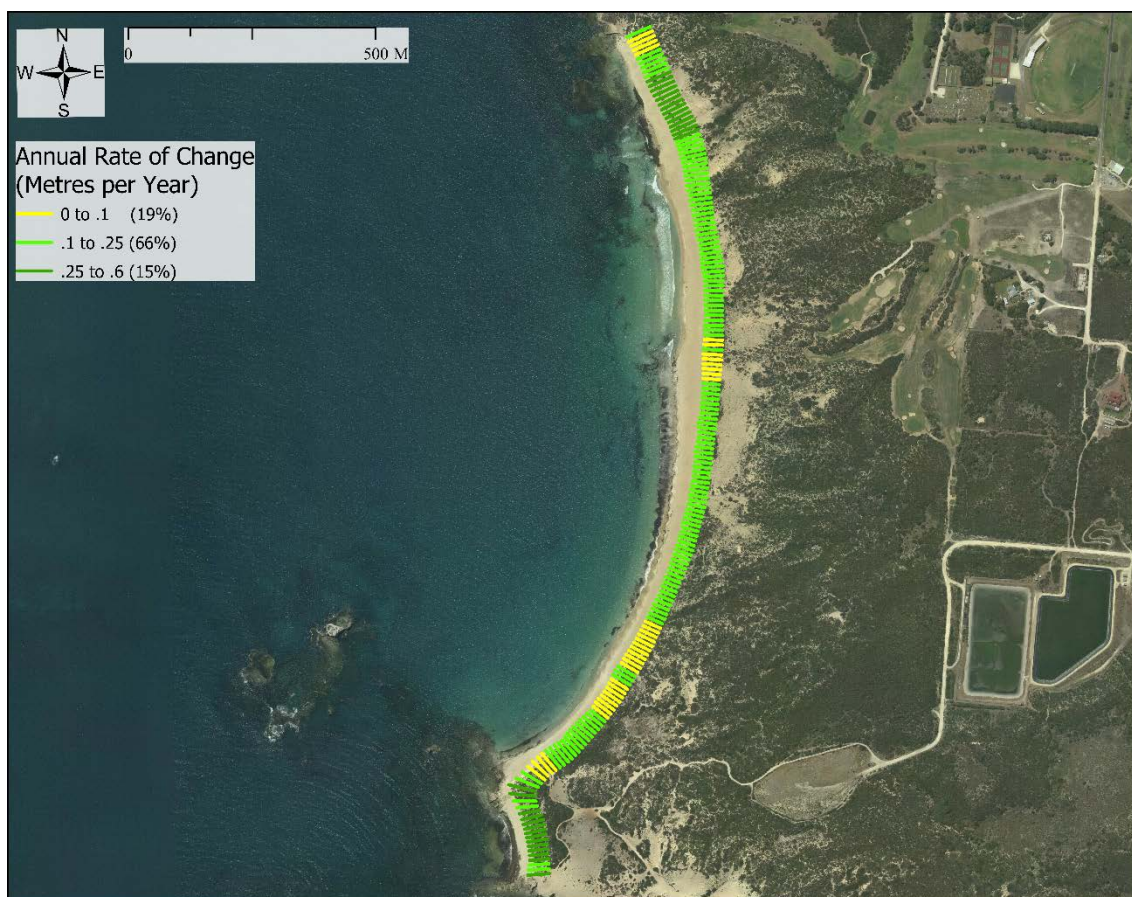 N
W E
S
0 500 M
Annual Rate of Change
(Metres per Year)
0 to .1 (19%)
.1 to .25 (66%)
.25 to .6 (15%)